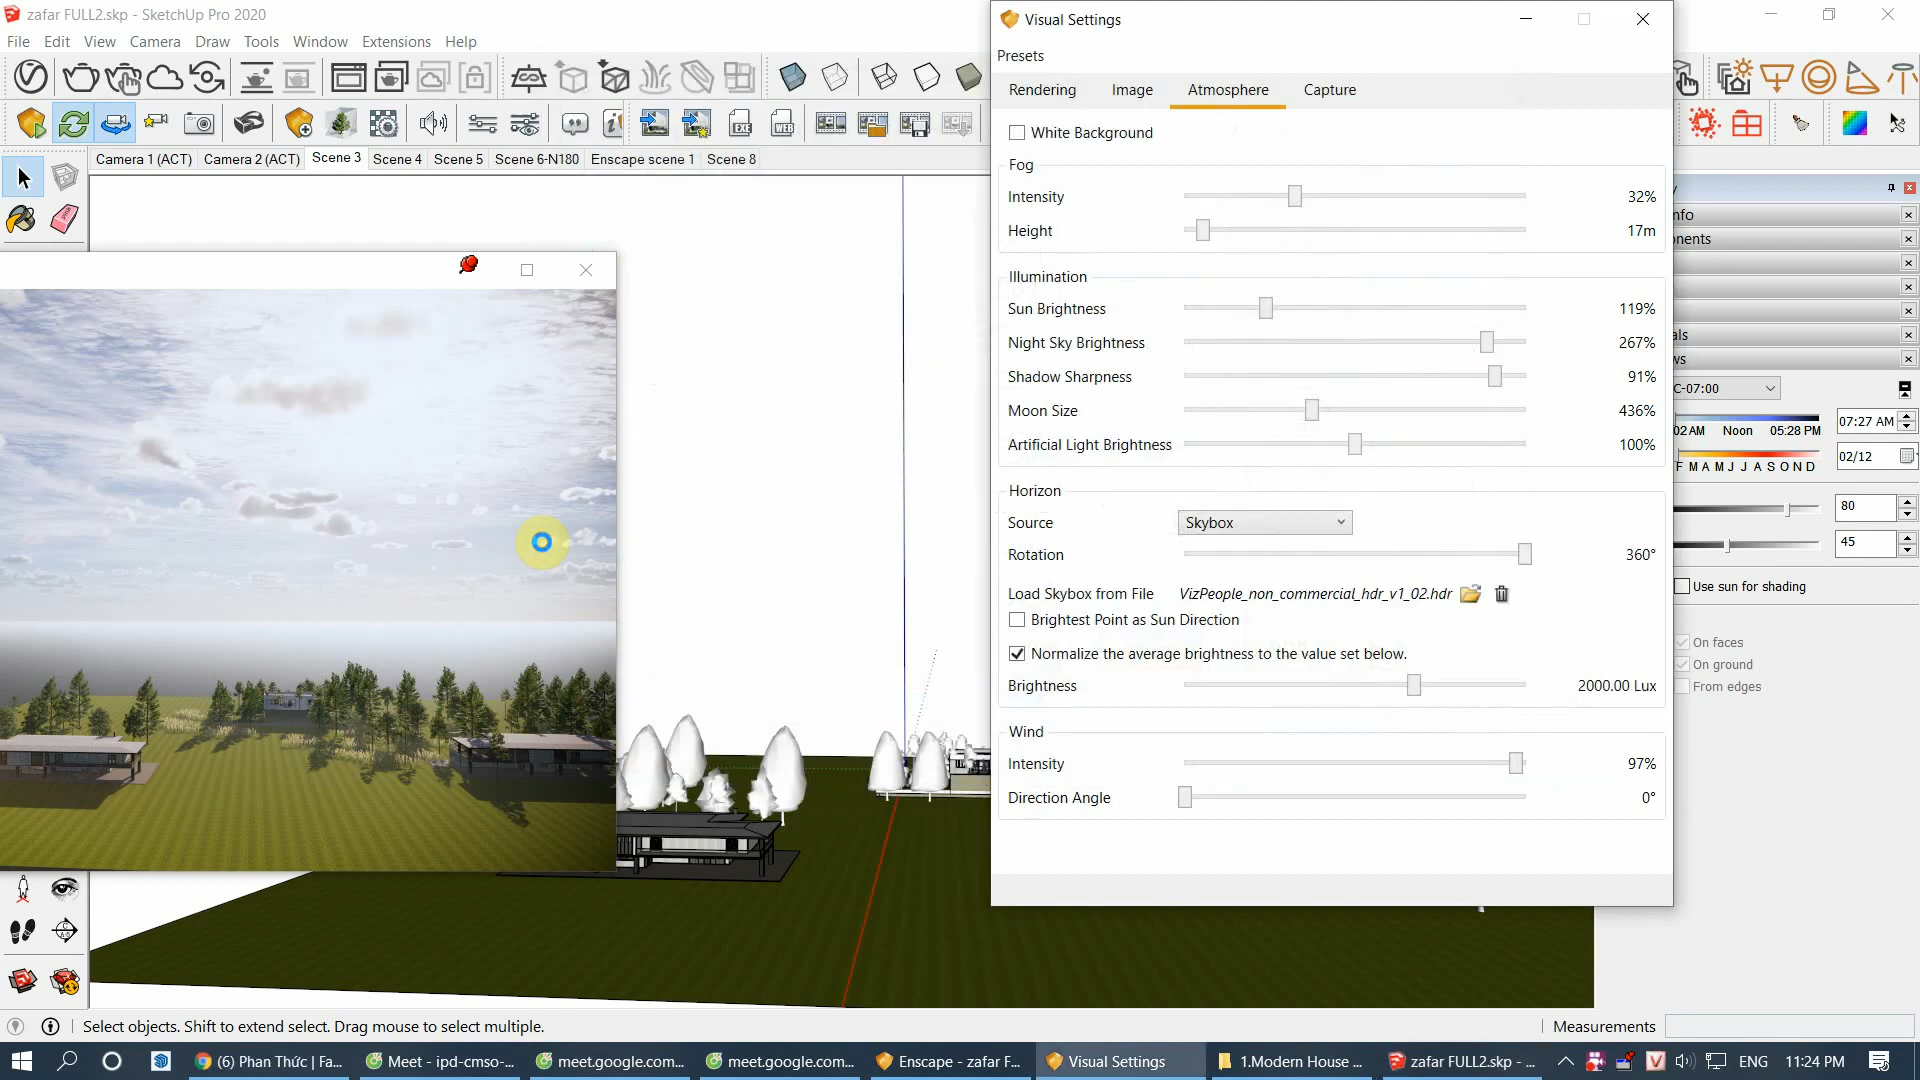 zafar FULL2.skp - SketchUp Pro 2020
File Edit View Camera Draw Tools Window Extensions Help
Camera 1 (ACT) Camera 2 (ACT) Scene 3 Scene 4 Scene 5 Scene 6-N180 Enscape scene 1 Scene 8
Visual Settings
Presets
Rendering Image Atmosphere Capture
White Background
Fog
Intensity 32%
Height 17m
Illumination
Sun Brightness 119%
Night Sky Brightness 267%
Shadow Sharpness 91%
Moon Size 436%
Artificial Light Brightness 100%
Horizon
Source Skybox
Rotation 360°
Load Skybox from File VizPeople_non_commercial_hdr_v1_02.hdr
Brightest Point as Sun Direction
Normalize the average brightness to the value set below.
Brightness 2000.00 Lux
Wind
Intensity 97%
Direction Angle 0°
nfo
nents
als
ws
C-07:00
02AM Noon 05:28 PM 07:27 AM
F M A M J J A S O N D 02/12
80
45
Use sun for shading
On faces
On ground
From edges
Select objects. Shift to extend select. Drag mouse to select multiple.
Measurements
(6) Phan Thức | Fa... Meet - ipd-cmso-... meet.google.com... meet.google.com... Enscape - zafar F... Visual Settings 1.Modern House ... zafar FULL2.skp - ... ENG 11:24 PM